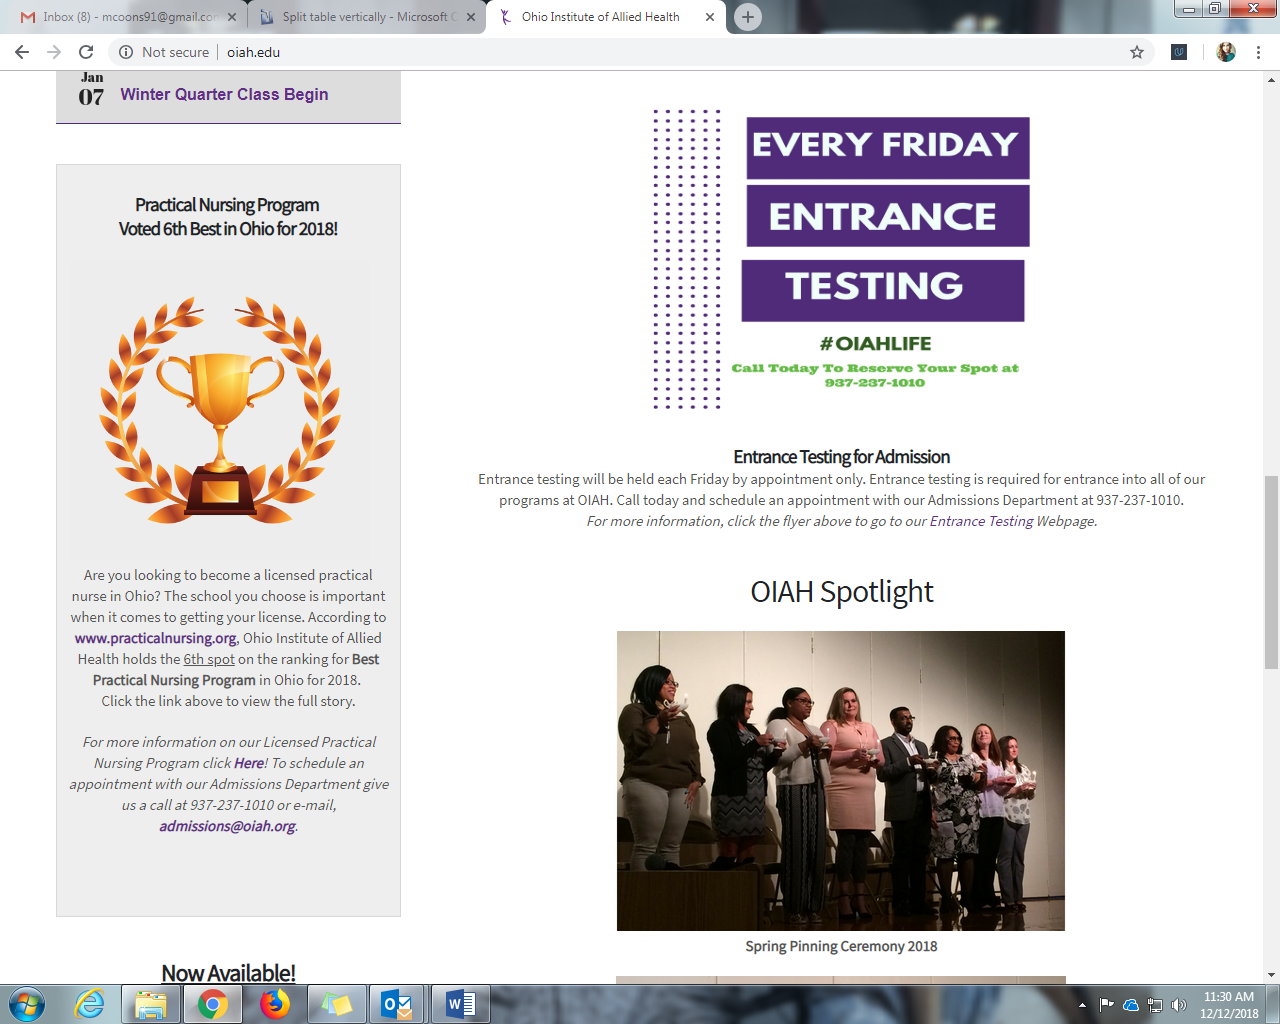 Inbox (8) - mcoons91@gmail.com
Split table vertically - Microsoft C
Ohio Institute of Allied Health
Not secure
oiah.edu
Jan
07
Winter Quarter Class Begin
Practical Nursing Program
Voted 6th Best in Ohio for 2018!
Are you looking to become a licensed practical
nurse in Ohio? The school you choose is important
when it comes to getting your license. According to
www.practicalnursing.org, Ohio Institute of Allied
Health holds the 6th spot on the ranking for Best
Practical Nursing Program in Ohio for 2018.
Click the link above to view the full story.
For more information on our Licensed Practical
Nursing Program click Here! To schedule an
appointment with our Admissions Department give
us a call at 937-237-1010 or e-mail,
admissions@oiah.org.
Now Available!
EVERY FRIDAY
ENTRANCE
TESTING
#OIAHLIFE
Call Today To Reserve Your Spot at
937-237-1010
Entrance Testing for Admission
Entrance testing will be held each Friday by appointment only. Entrance testing is required for entrance into all of our
programs at OIAH. Call today and schedule an appointment with our Admissions Department at 937-237-1010.
For more information, click the flyer above to go to our Entrance Testing Webpage.
OIAH Spotlight
Spring Pinning Ceremony 2018
11:30 AM
12/12/2018